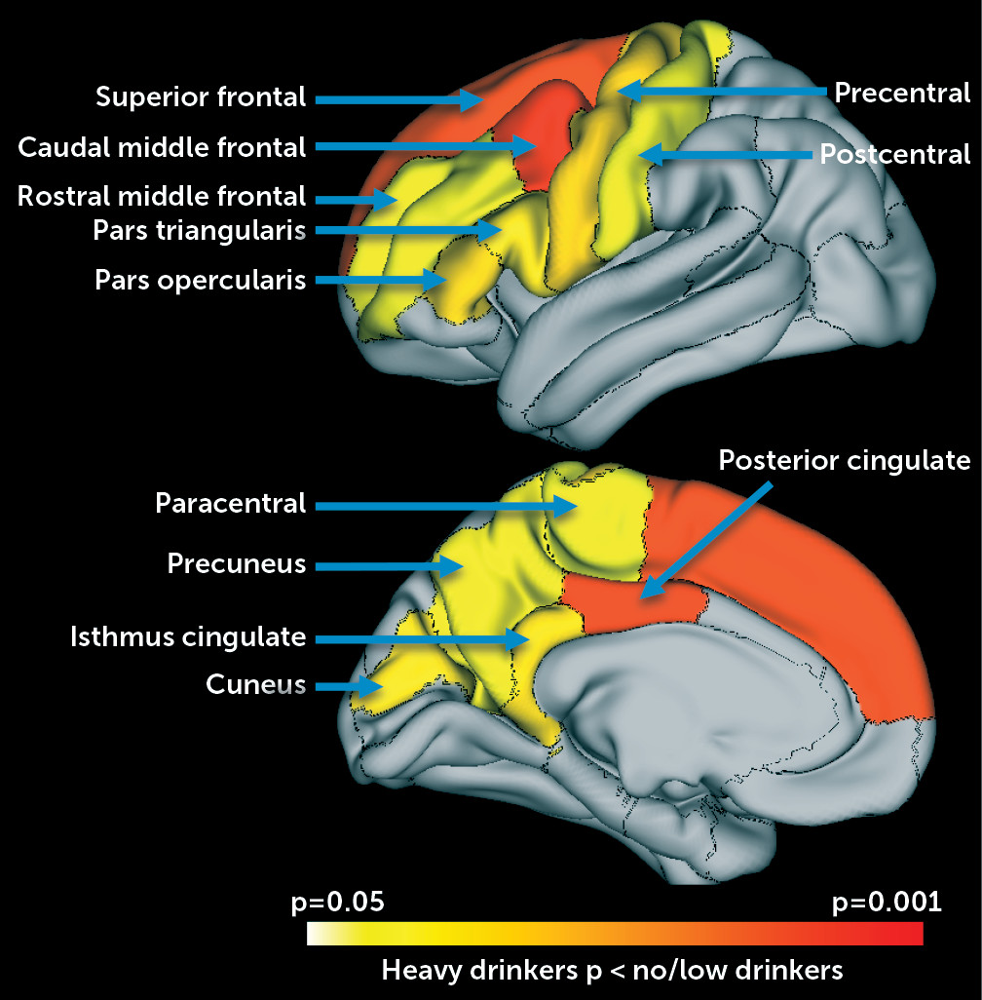 Superior frontal
Caudal middle frontal
Rostral middle frontal
Pars triangularis
Pars opercularis
Precentral
Postcentral
Posterior cingulate
Paracentral
Precuneus
Isthmus cingulate
Cuneus
p=0.05
p=0.001
Heavy drinkers p < no/low drinkers